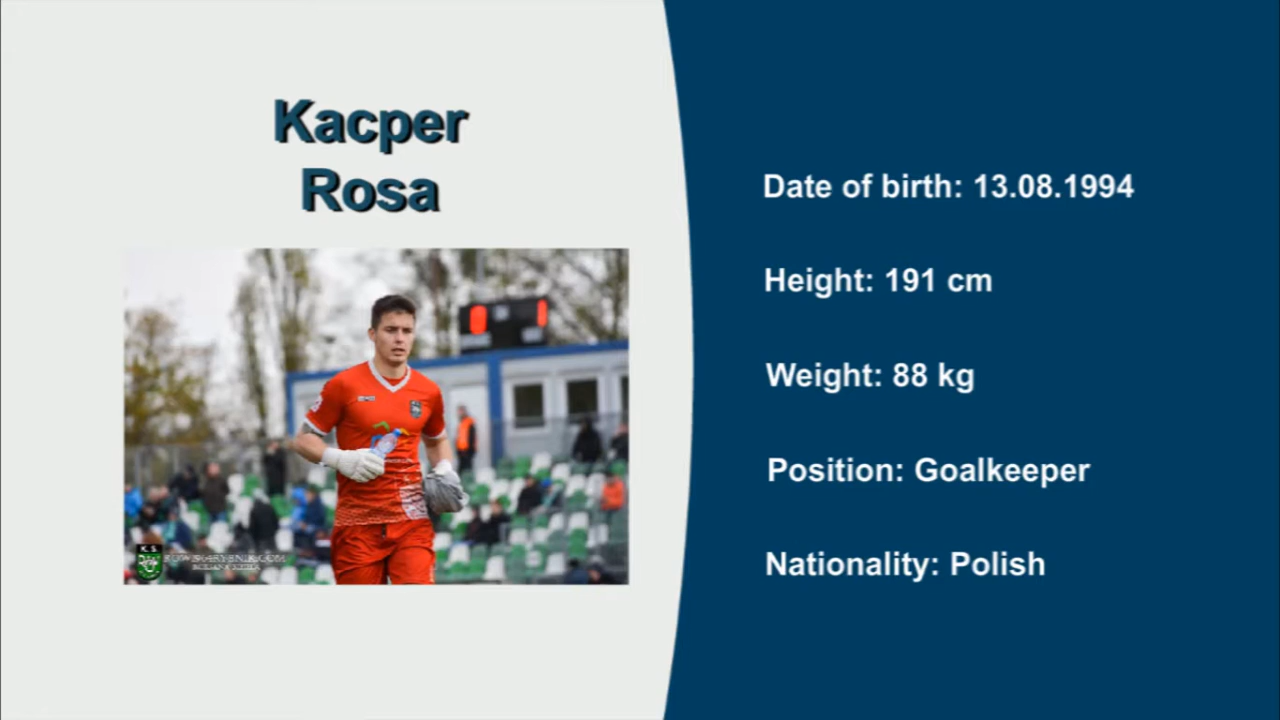 Kacper
Rosa
Date of birth: 13.08.1994
Height: 191 cm
Weight: 88 kg
Position: Goalkeeper
Nationality: Polish
K.S.